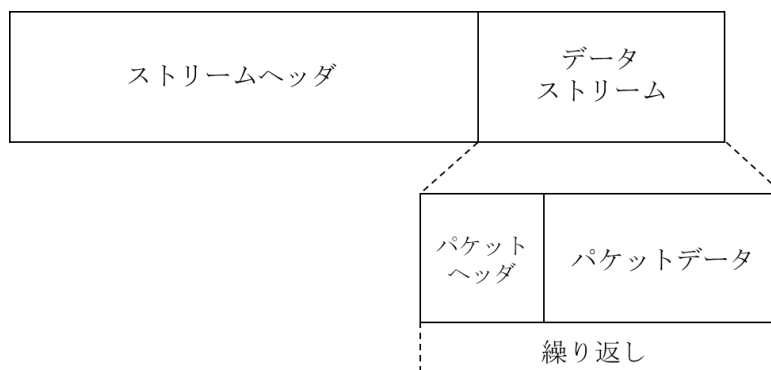 ストリームヘッダ
データ
ストリーム
パケット
ヘッダ
パケットデータ
繰り返し